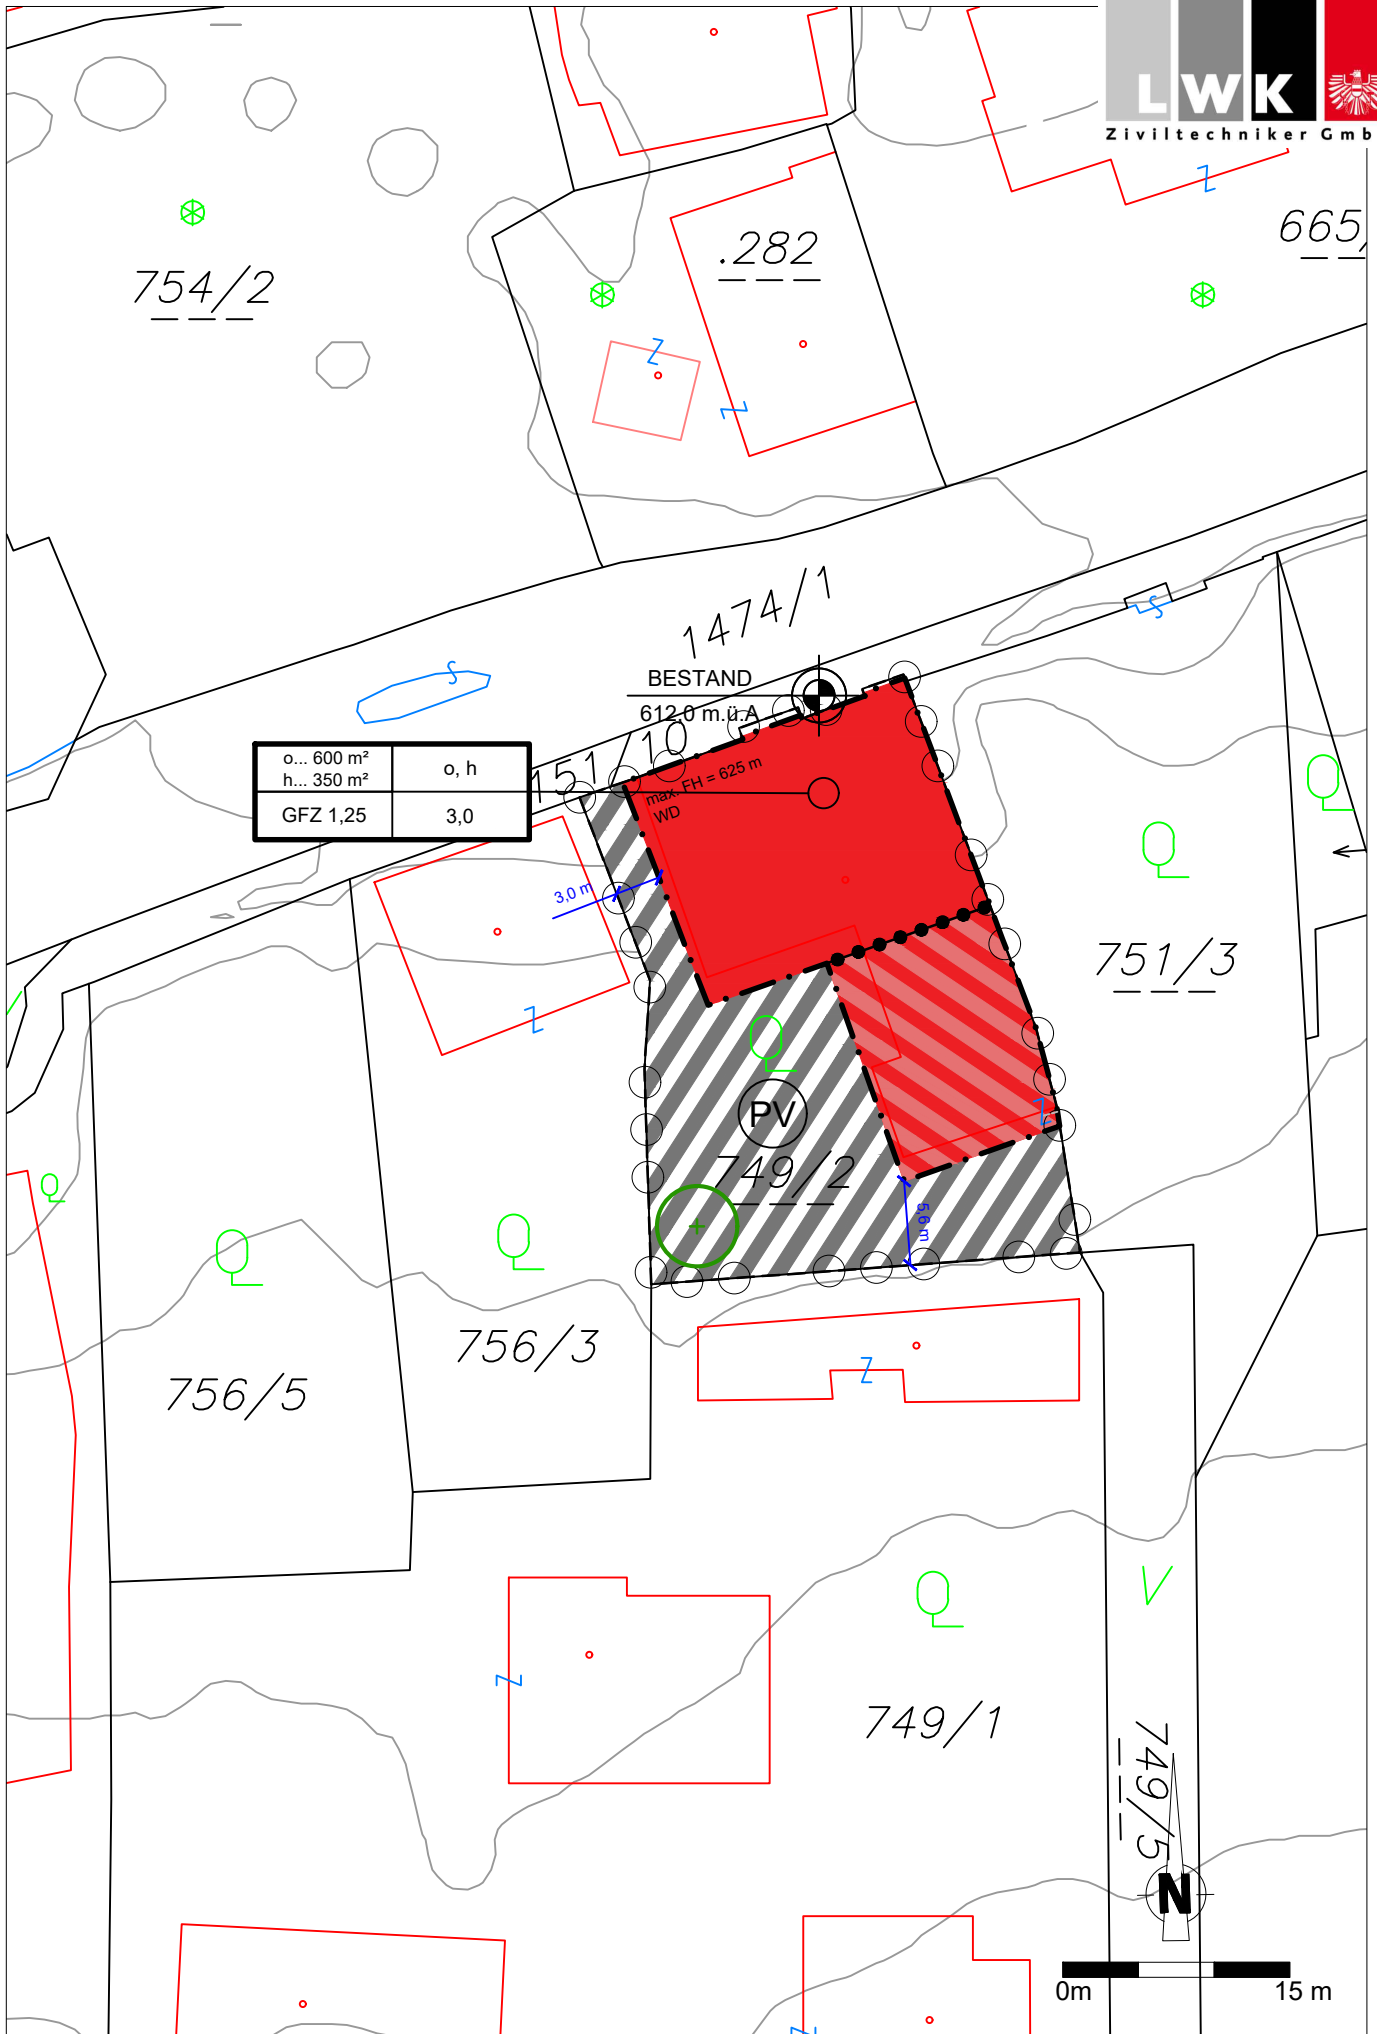 LWK
Ziviltechniker Gmb
665/
.282
754/2
1474/1
BESTAND
612,0 m.ü.A
151/10
o... 600 m²
h... 350 m²
o, h
GFZ 1,25
3,0
max. FH = 625 m
WD
3,0 m
751/3
PV
749/2
5,6 m
756/3
756/5
749/1
749/5
N
0m
15 m